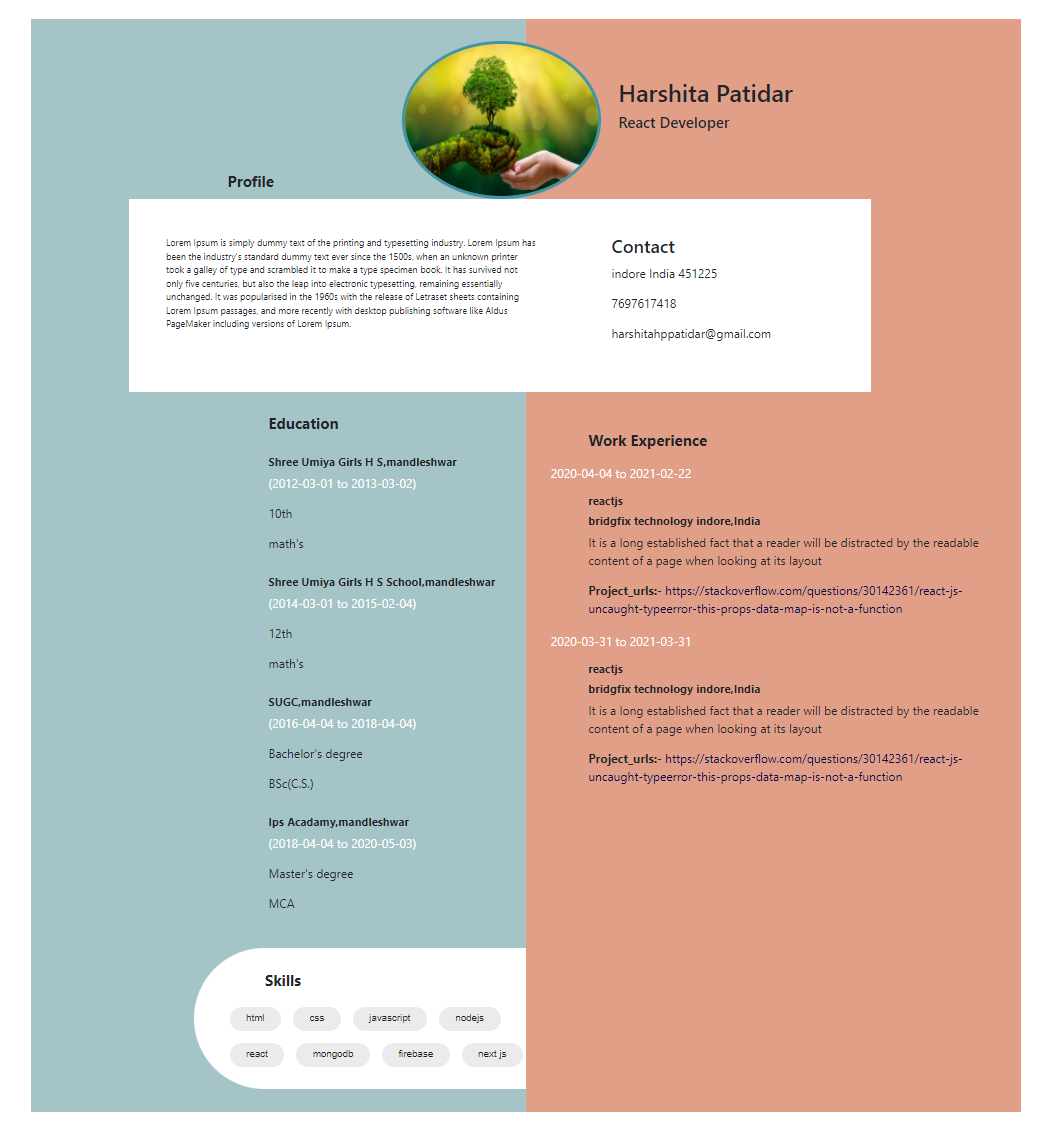 Harshita Patidar
React Developer
Profile
Lorem Ipsum is simply dummy text of the printing and typesetting industry. Lorem Ipsum has
been the industry's standard dummy text ever since the 1500s, when an unknown printer
took a galley of type and scrambled it to make a type specimen book. It has survived not
only five centuries, but also the leap into electronic typesetting, remaining essentially
unchanged. It was popularised in the 1960s with the release of Letraset sheets containing
Lorem Ipsum passages, and more recently with desktop publishing software like Aldus
PageMaker including versions of Lorem Ipsum.
Contact
indore India 451225
7697617418
harshitahppatidar@gmail.com
Education
Shree Umiya Girls H S,mandleshwar
(2012-03-01 to 2013-03-02)
10th
math's
Shree Umiya Girls H S School,mandleshwar
(2014-03-01 to 2015-02-04)
12th
math's
SUGC,mandleshwar
(2016-04-04 to 2018-04-04)
Bachelor's degree
BSc(C.S.)
Ips Acadamy,mandleshwar
(2018-04-04 to 2020-05-03)
Master's degree
MCA
Skills
html css javascript nodejs
react mongodb firebase next js
Work Experience
2020-04-04 to 2021-02-22
reactjs
bridgfix technology indore,India
It is a long established fact that a reader will be distracted by the readable
content of a page when looking at its layout
Project_urls:- https://stackoverflow.com/questions/30142361/react-js-
uncaught-typeerror-this-props-data-map-is-not-a-function
2020-03-31 to 2021-03-31
reactjs
bridgfix technology indore,India
It is a long established fact that a reader will be distracted by the readable
content of a page when looking at its layout
Project_urls:- https://stackoverflow.com/questions/30142361/react-js-
uncaught-typeerror-this-props-data-map-is-not-a-function